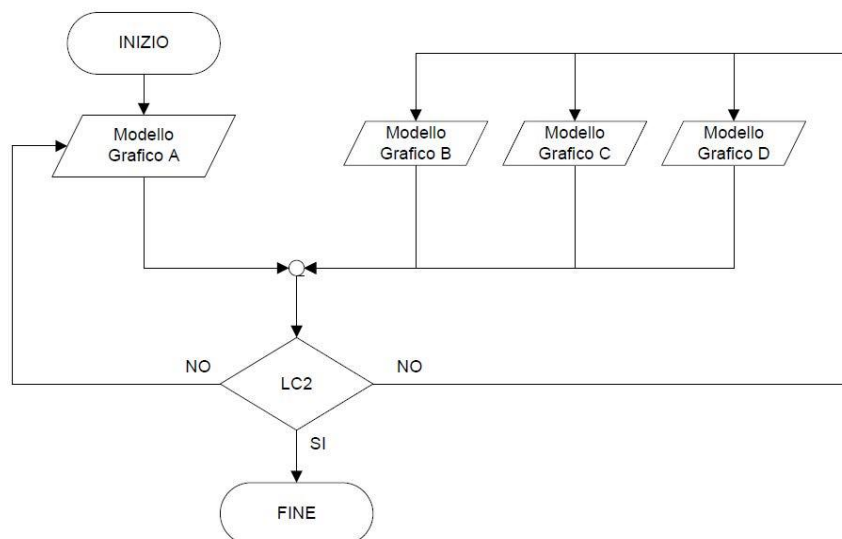 INIZIO
Modello
Grafico A
Modello
Grafico B
Modello
Grafico C
Modello
Grafico D
NO
LC2
NO
SI
FINE